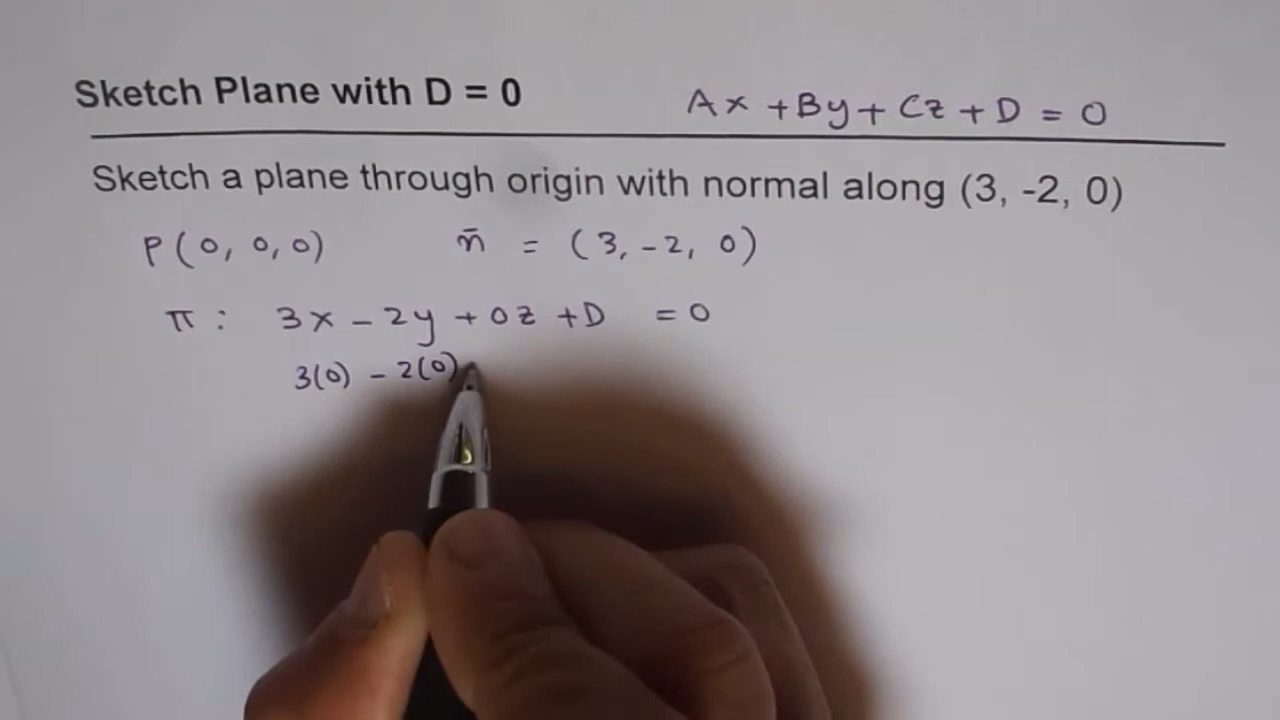 Sketch Plane with D = 0 Ax + By + Cz + D = 0
Sketch a plane through origin with normal along (3, -2, 0)
P(0, 0, 0) n̄ = (3, -2, 0)
π : 3x - 2y + 0z + D = 0
3(0) - 2(0)